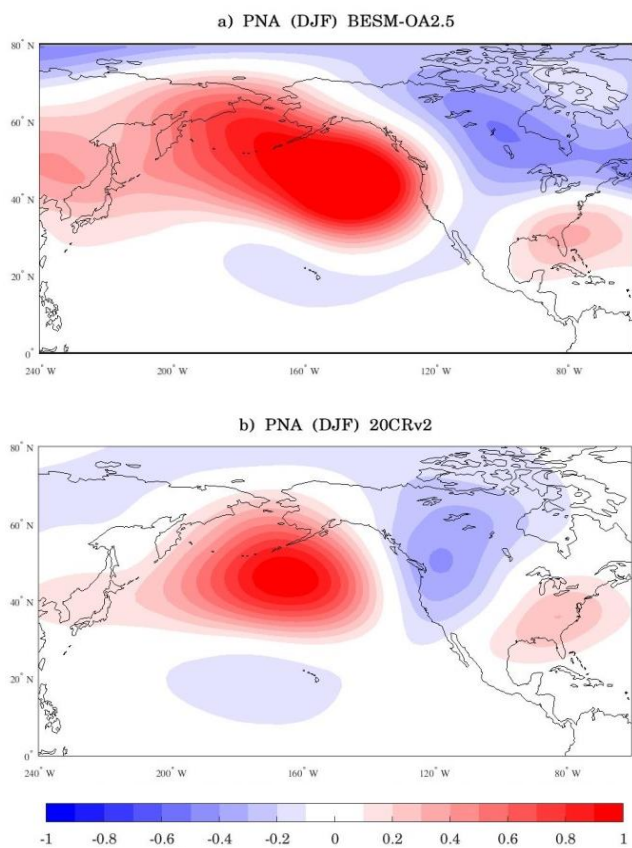 a) PNA (DJF) BESM-OA2.5
80° N
60° N
40° N
20° N
0°
240° W 200° W 160° W 120° W 80° W
b) PNA (DJF) 20CRv2
80° N
60° N
40° N
20° N
0°
240° W 200° W 160° W 120° W 80° W
-1 -0.8 -0.6 -0.4 -0.2 0 0.2 0.4 0.6 0.8 1